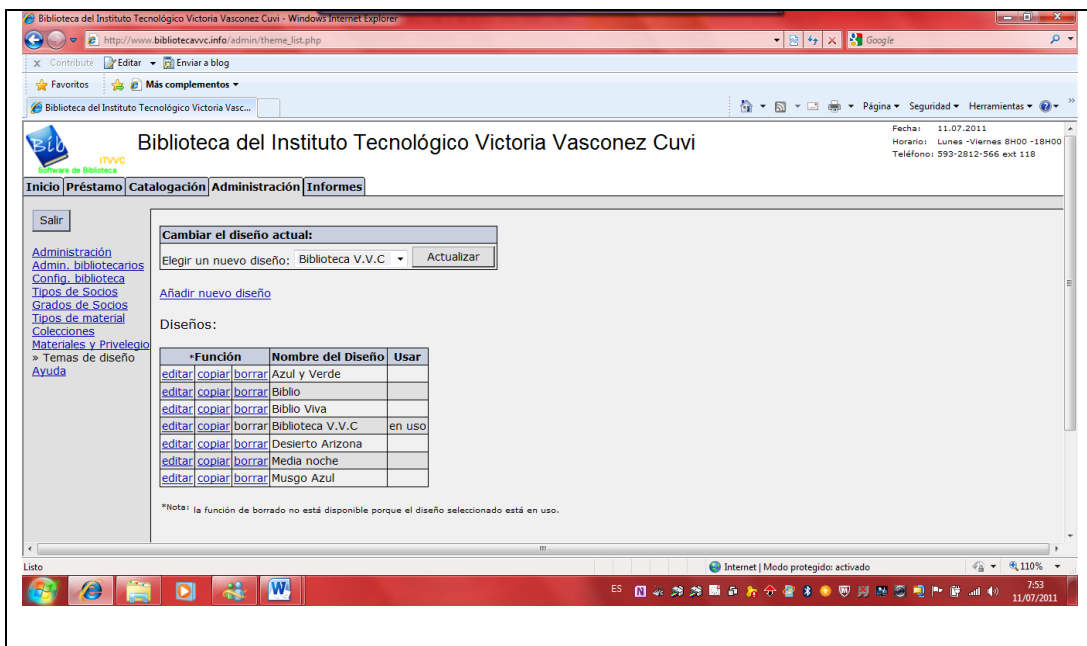 Biblioteca del Instituto Tecnológico Victoria Vasconez Cuvi - Windows Internet Explorer
http://www.bibliotecavvc.info/admin/theme_list.php
Google
x Contribute Editar Enviar a blog
Favoritos Más complementos
Biblioteca del Instituto Tecnológico Victoria Vasc...
Página Seguridad Herramientas
Bib
ITVVC
Software de Biblioteca
Biblioteca del Instituto Tecnológico Victoria Vasconez Cuvi
Fecha: 11.07.2011
Horario: Lunes -Viernes 8H00 -18H00
Teléfono: 593-2812-566 ext 118
Inicio Préstamo Catalogación Administración Informes
Salir
Administración
Admin. bibliotecarios
Config. biblioteca
Tipos de Socios
Grados de Socios
Tipos de material
Colecciones
Materiales y Privelegio
» Temas de diseño
Ayuda
Cambiar el diseño actual:
Elegir un nuevo diseño: Biblioteca V.V.C Actualizar
Añadir nuevo diseño
Diseños:
*Función Nombre del Diseño Usar
editar copiar borrar Azul y Verde
editar copiar borrar Biblio
editar copiar borrar Biblio Viva
editar copiar borrar Biblioteca V.V.C en uso
editar copiar borrar Desierto Arizona
editar copiar borrar Media noche
editar copiar borrar Musgo Azul
*Nota: la función de borrado no está disponible porque el diseño seleccionado está en uso.
Listo
Internet | Modo protegido: activado
110%
ES
7:53
11/07/2011